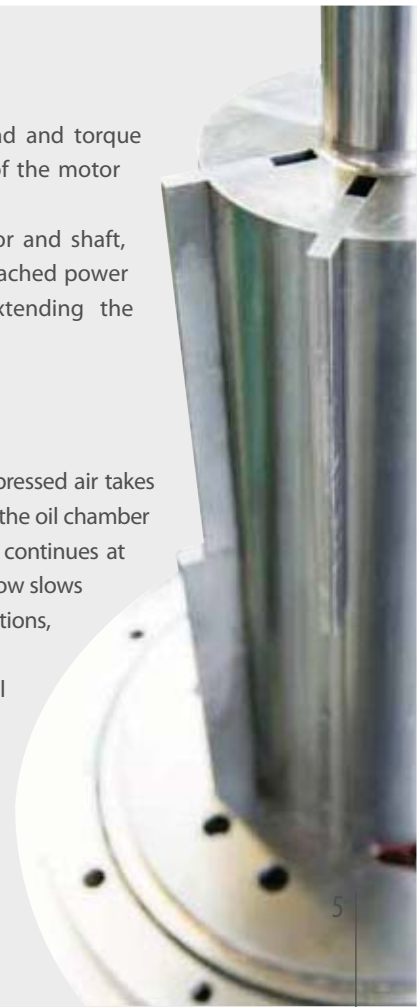 and torque
of the motor
or and shaft,
ached power
xtending the
pressed air takes
the oil chamber
continues at
ow slows
tions,
5